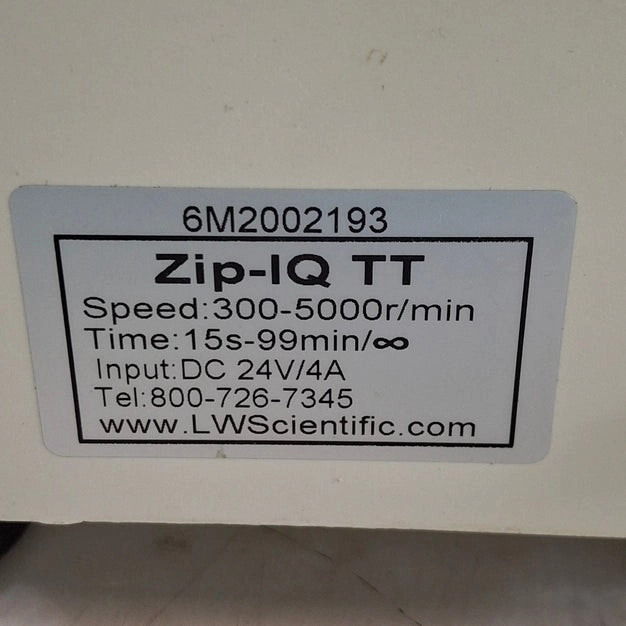 6M2002193
Zip-IQ TT
Speed:300-5000r/min
Time:15s-99min/∞
Input:DC 24V/4A
Tel:800-726-7345
www.LWScientific.com